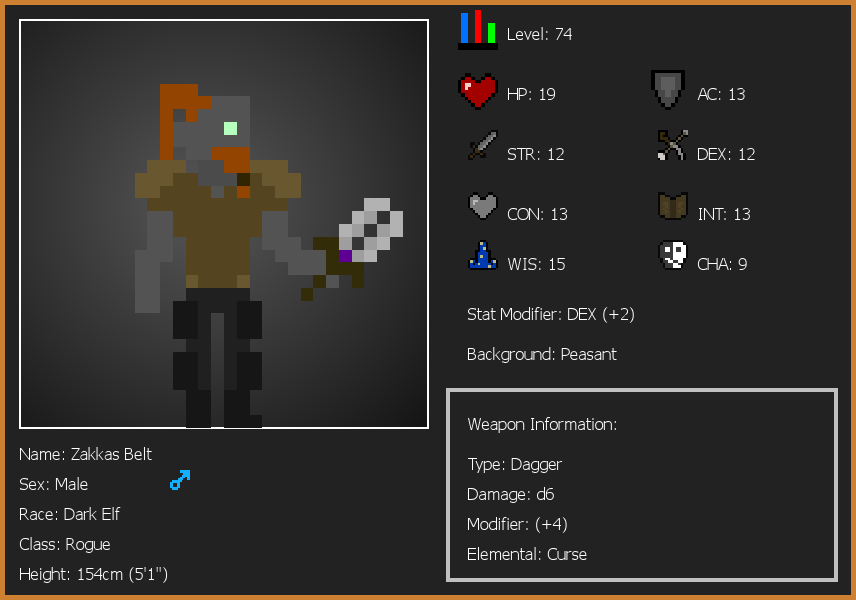 Level: 74
HP: 19
AC: 13
STR: 12
DEX: 12
CON: 13
INT: 13
WIS: 15
CHA: 9
Stat Modifier: DEX (+2)
Background: Peasant
Weapon Information:
Type: Dagger
Damage: d6
Modifier: (+4)
Elemental: Curse
Name: Zakkas Belt
Sex: Male
Race: Dark Elf
Class: Rogue
Height: 154cm (5'1")